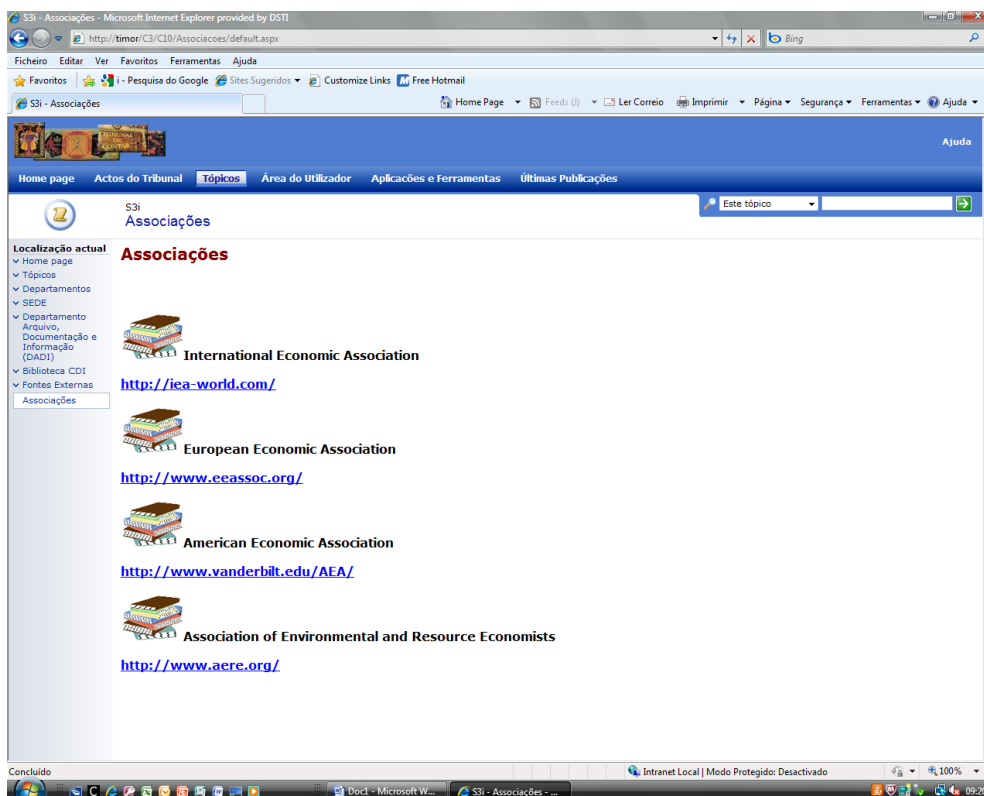 S3i - Associações - Microsoft Internet Explorer provided by DSTI
http://timor/C3/C10/Associacoes/default.aspx
Bing
Ficheiro Editar Ver Favoritos Ferramentas Ajuda
Favoritos i - Pesquisa do Google Sites Sugeridos Customize Links Free Hotmail
S3i - Associações Home Page Feeds (J) Ler Correio Imprimir Página Segurança Ferramentas Ajuda
TRIBUNAL
DE
CONTAS
Ajuda
Home page Actos do Tribunal Tópicos Área do Utilizador Aplicacões e Ferramentas Últimas Publicações
S3i
Associações
Este tópico
Localização actual
Home page
Tópicos
Departamentos
SEDE
Departamento
Arquivo,
Documentação e
Informação
(DADI)
Biblioteca CDI
Fontes Externas
Associações
Associações
International Economic Association
http://iea-world.com/
European Economic Association
http://www.eeassoc.org/
American Economic Association
http://www.vanderbilt.edu/AEA/
Association of Environmental and Resource Economists
http://www.aere.org/
Concluído Intranet Local | Modo Protegido: Desactivado 100%
Doc1 - Microsoft W... S3i - Associações - ... 09:20